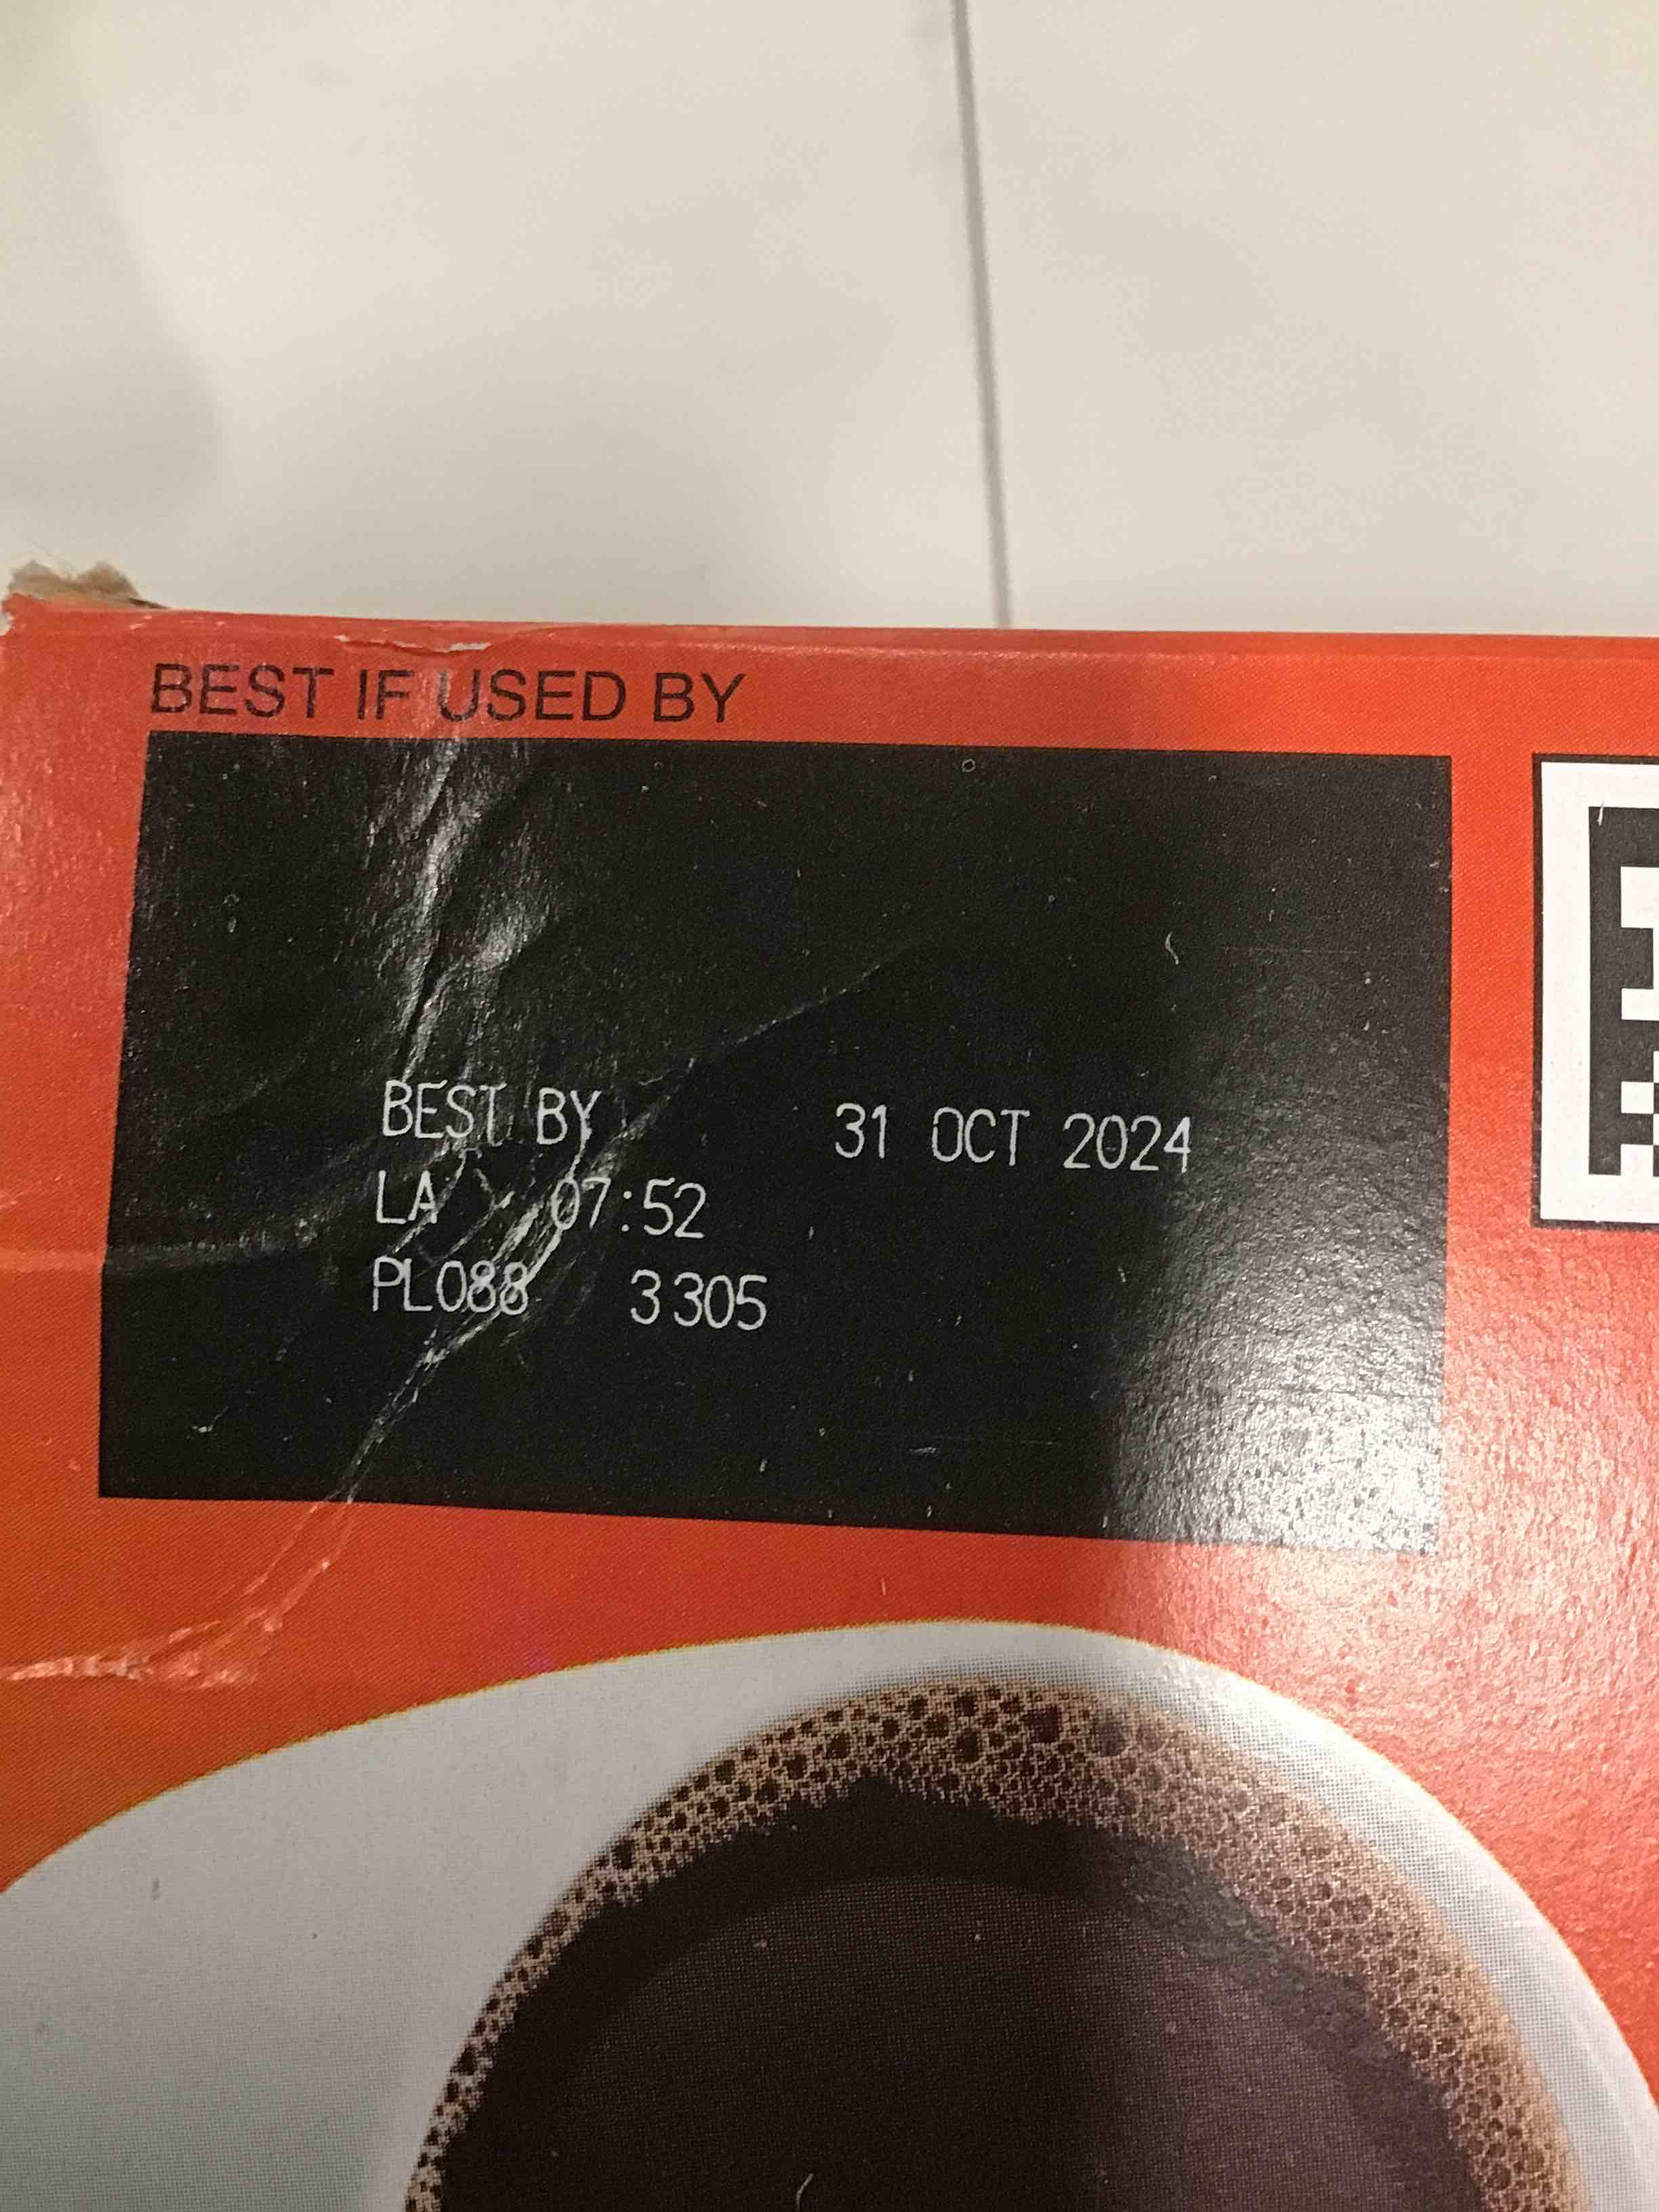 BEST IF USED BY
BEST BY 31 OCT 2024
LA 07:52
PL088 3305